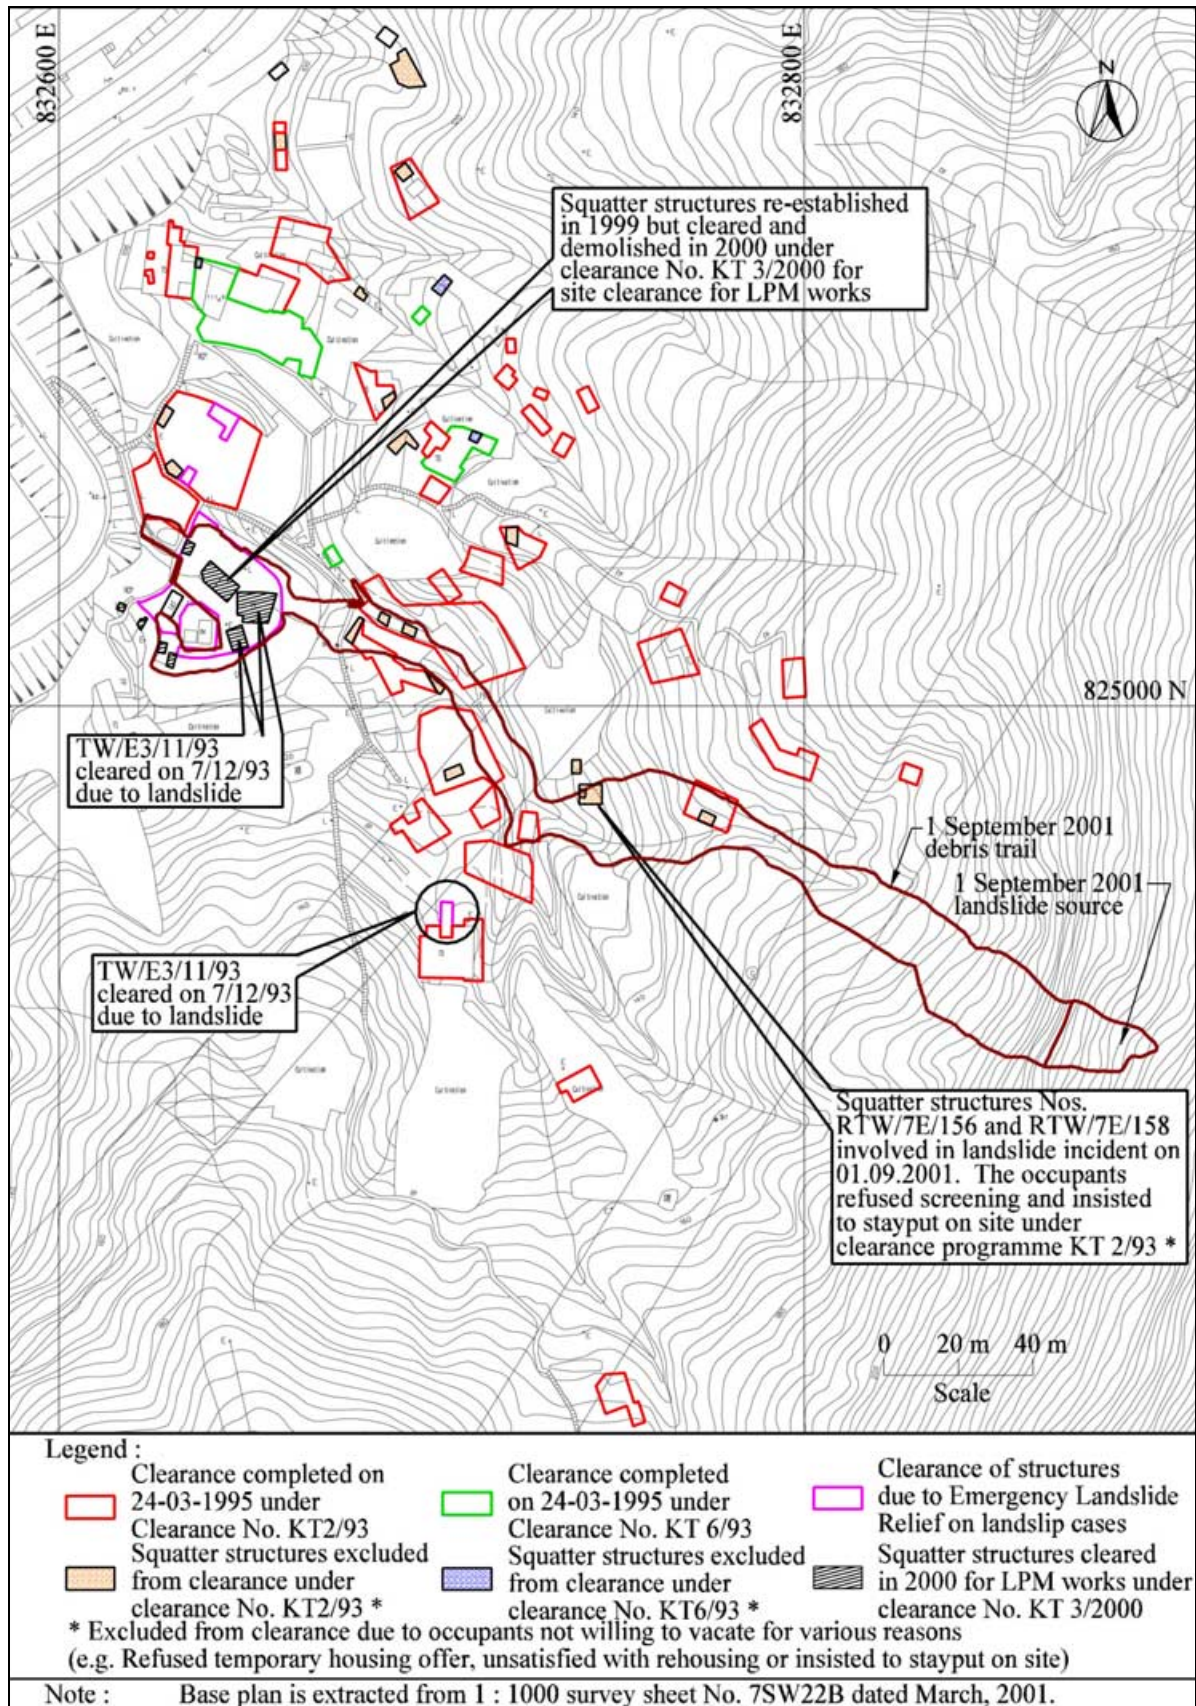 832600 E
832800 E
N
Squatter structures re-established
in 1999 but cleared and
demolished in 2000 under
clearance No. KT 3/2000 for
site clearance for LPM works
825000 N
TW/E3/11/93
cleared on 7/12/93
due to landslide
1 September 2001
debris trail
1 September 2001
landslide source
TW/E3/11/93
cleared on 7/12/93
due to landslide
Squatter structures Nos.
RTW/7E/156 and RTW/7E/158
involved in landslide incident on
01.09.2001. The occupants
refused screening and insisted
to stayput on site under
clearance programme KT 2/93 *
0 20 m 40 m
Scale
Legend :
Clearance completed on
24-03-1995 under
Clearance No. KT2/93
Clearance completed
on 24-03-1995 under
Clearance No. KT 6/93
Clearance of structures
due to Emergency Landslide
Relief on landslip cases
Squatter structures excluded
from clearance under
clearance No. KT2/93 *
Squatter structures excluded
from clearance under
clearance No. KT6/93 *
Squatter structures cleared
in 2000 for LPM works under
clearance No. KT 3/2000
* Excluded from clearance due to occupants not willing to vacate for various reasons
(e.g. Refused temporary housing offer, unsatisfied with rehousing or insisted to stayput on site)
Note : Base plan is extracted from 1 : 1000 survey sheet No. 7SW22B dated March, 2001.